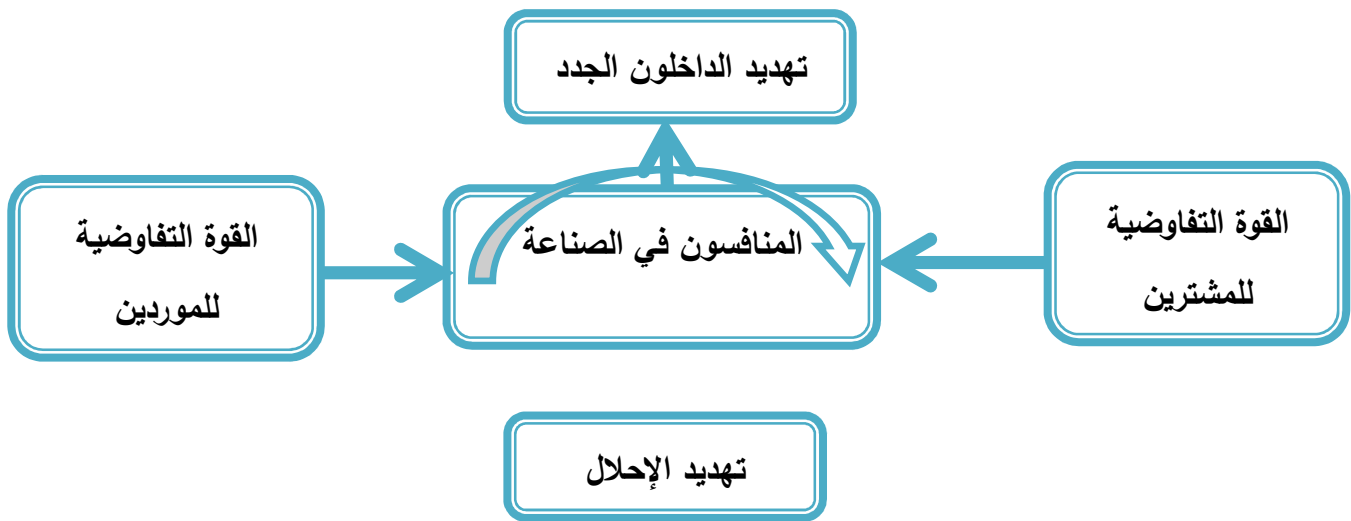 تهديد الداخلون الجدد
القوة التفاوضية
للمشترين
المنافسون في الصناعة
القوة التفاوضية
للموردين
تهديد الإحلال